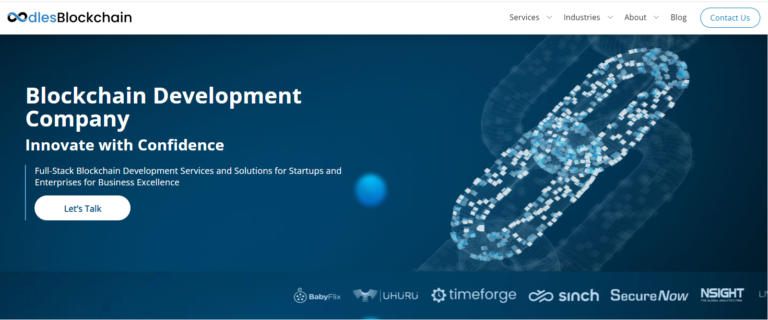 oodlesBlockchain
Services
Industries
About
Blog
Contact Us
Blockchain Development
Company
Innovate with Confidence
Full-Stack Blockchain Development Services and Solutions for Startups and
Enterprises for Business Excellence
Let's Talk
BabyFlix
UHURU
timeforge
sinch
SecureNow
NSIGHT